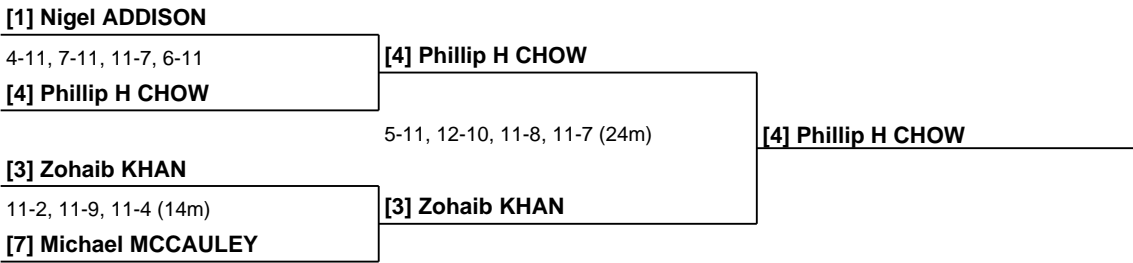 [1] Nigel ADDISON
4-11, 7-11, 11-7, 6-11
[4] Phillip H CHOW
[4] Phillip H CHOW
5-11, 12-10, 11-8, 11-7 (24m)
[4] Phillip H CHOW
[3] Zohaib KHAN
11-2, 11-9, 11-4 (14m)
[3] Zohaib KHAN
[7] Michael MCCAULEY